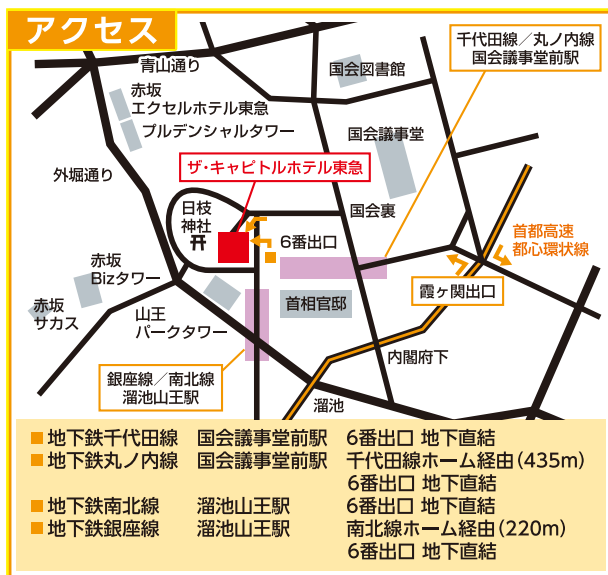 アクセス
千代田線／丸ノ内線
国会議事堂前駅
青山通り
国会図書館
赤坂
エクセルホテル東急
プルデンシャルタワー
国会議事堂
ザ・キャピトルホテル東急
外堀通り
日枝
神社
国会裏
6番出口
首都高速
都心環状線
赤坂
Bizタワー
霞ヶ関出口
赤坂
サカス
山王
パークタワー
首相官邸
内閣府下
銀座線／南北線
溜池山王駅
溜池
地下鉄千代田線 国会議事堂前駅 6番出口 地下直結
地下鉄丸ノ内線 国会議事堂前駅 千代田線ホーム経由（435m）
6番出口 地下直結
地下鉄南北線 溜池山王駅 6番出口 地下直結
地下鉄銀座線 溜池山王駅 南北線ホーム経由（220m）
6番出口 地下直結